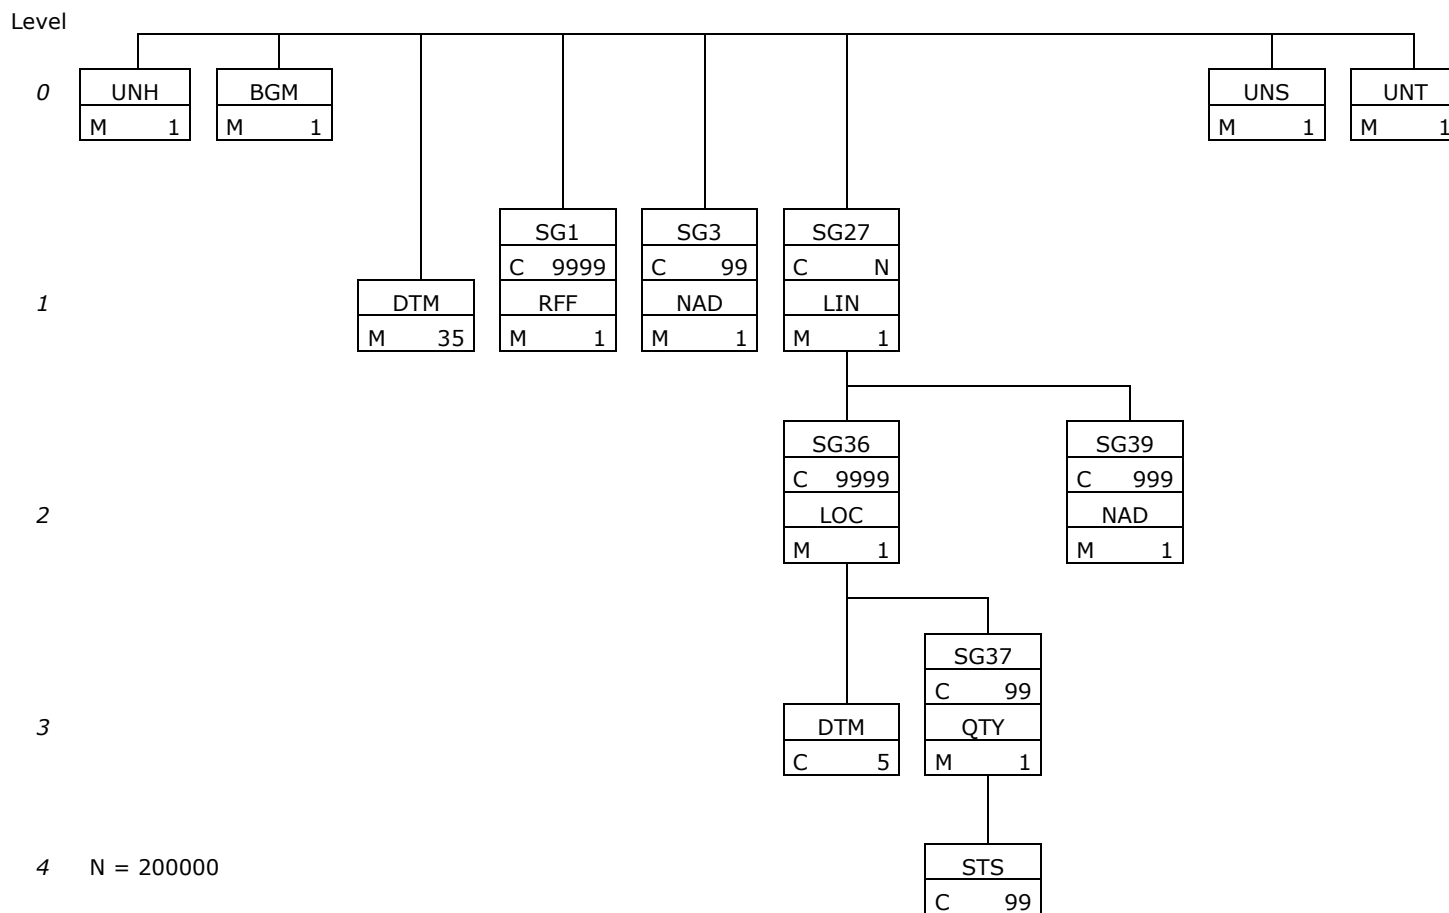 Level
0 UNH BGM UNS UNT
M 1 M 1 M 1 M 1
SG1 SG3 SG27
C 9999 C 99 C N
1 DTM RFF NAD LIN
M 35 M 1 M 1 M 1
SG36 SG39
C 9999 C 999
2 LOC NAD
M 1 M 1
SG37
C 99
3 DTM QTY
C 5 M 1
4 N = 200000 STS
C 99